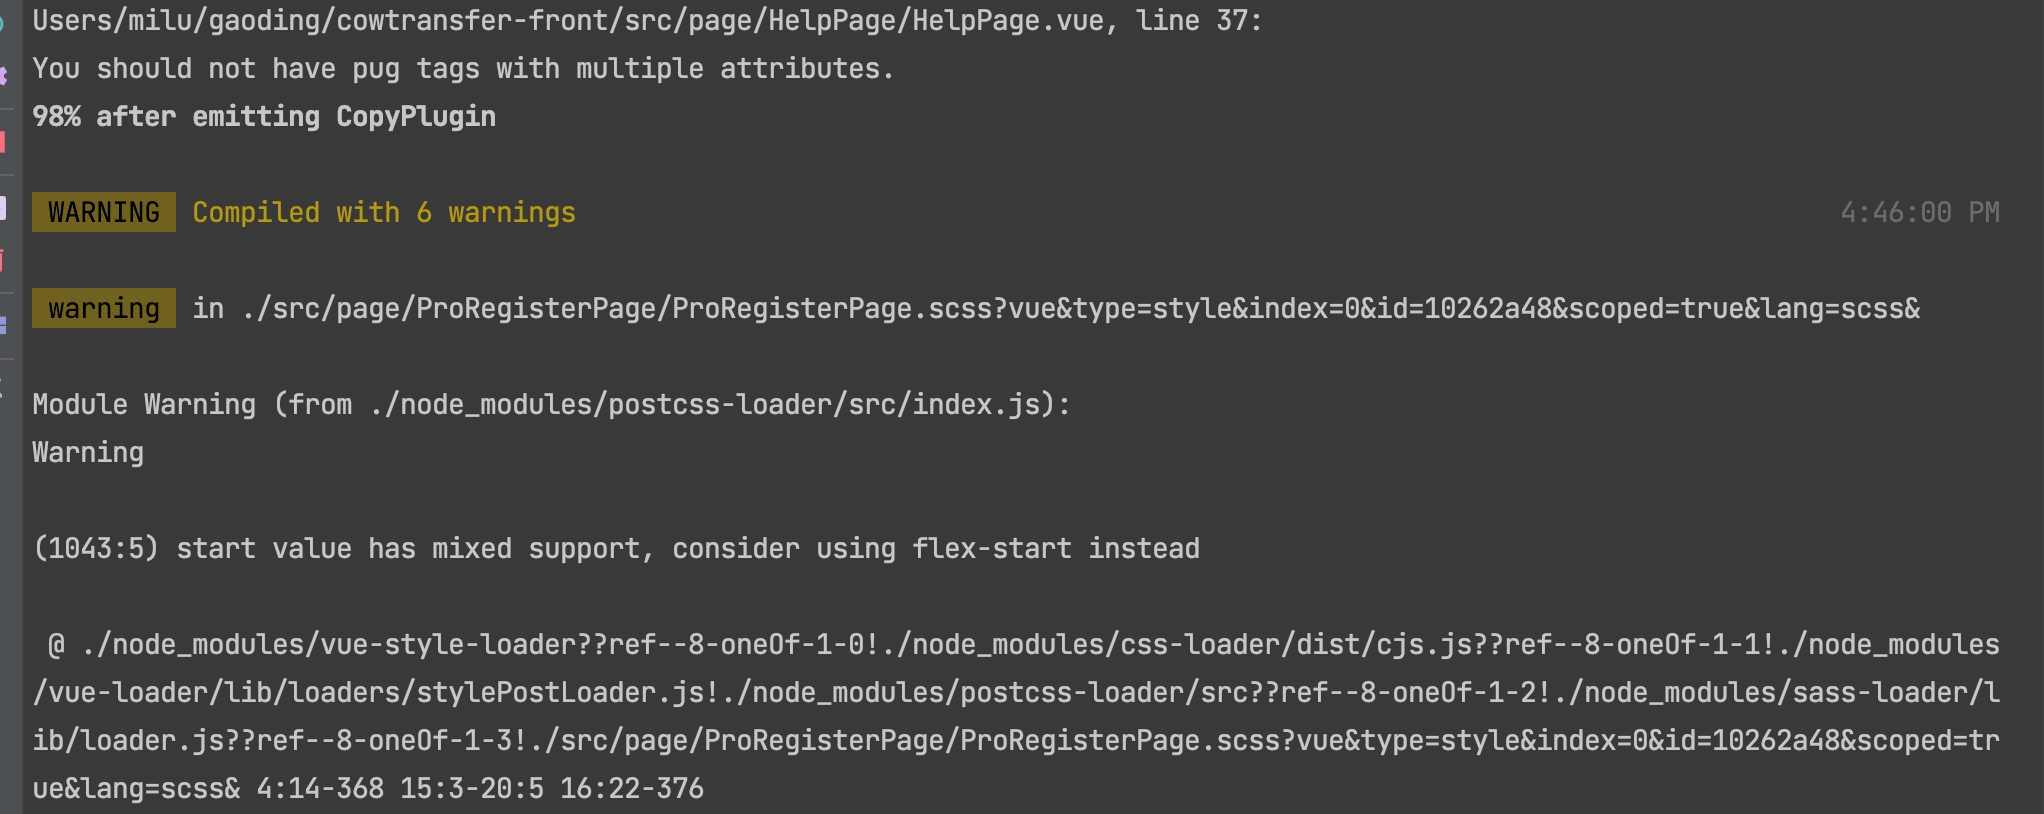 Users/milu/gaoding/cowtransfer-front/src/page/HelpPage/HelpPage.vue, line 37:
You should not have pug tags with multiple attributes.
98% after emitting CopyPlugin
WARNING Compiled with 6 warnings 4:46:00 PM
warning in ./src/page/ProRegisterPage/ProRegisterPage.scss?vue&type=style&index=0&id=10262a48&scoped=true&lang=scss&
Module Warning (from ./node_modules/postcss-loader/src/index.js):
Warning
(1043:5) start value has mixed support, consider using flex-start instead
@ ./node_modules/vue-style-loader??ref--8-oneOf-1-0!./node_modules/css-loader/dist/cjs.js??ref--8-oneOf-1-1!./node_modules
/vue-loader/lib/loaders/stylePostLoader.js!./node_modules/postcss-loader/src??ref--8-oneOf-1-2!./node_modules/sass-loader/l
ib/loader.js??ref--8-oneOf-1-3!./src/page/ProRegisterPage/ProRegisterPage.scss?vue&type=style&index=0&id=10262a48&scoped=tr
ue&lang=scss& 4:14-368 15:3-20:5 16:22-376